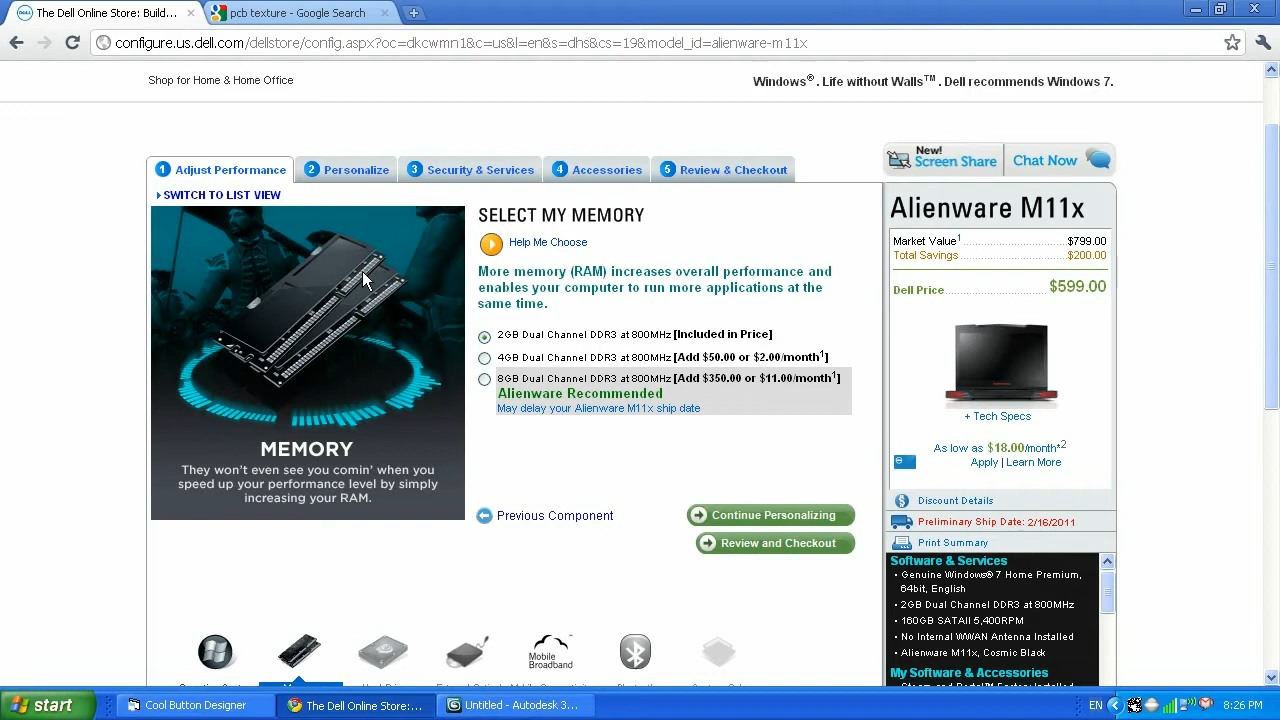 The Dell Online Store: Build...
pcb texture - Google Search
configure.us.dell.com/dellstore/config.aspx?oc=dkcwmn1&c=us&l=en&s=dhs&cs=19&model_id=alienware-m11x
Shop for Home & Home Office
Windows®. Life without Walls™. Dell recommends Windows 7.
1 Adjust Performance
2 Personalize
3 Security & Services
4 Accessories
5 Review & Checkout
New! Screen Share
Chat Now
SWITCH TO LIST VIEW
SELECT MY MEMORY
Help Me Choose
More memory (RAM) increases overall performance and
enables your computer to run more applications at the
same time.
2GB Dual Channel DDR3 at 800MHz [Included in Price]
4GB Dual Channel DDR3 at 800MHz [Add $50.00 or $2.00/month1]
8GB Dual Channel DDR3 at 800MHz [Add $350.00 or $11.00/month1]
Alienware Recommended
May delay your Alienware M11x ship date
MEMORY
They won't even see you comin' when you
speed up your performance level by simply
increasing your RAM.
Previous Component
Continue Personalizing
Review and Checkout
Mobile
Broadband
Alienware M11x
Market Value1 $799.00
Total Savings $200.00
Dell Price $599.00
+ Tech Specs
As low as $18.00/month*2
Apply | Learn More
Discount Details
Preliminary Ship Date: 2/16/2011
Print Summary
Software & Services
• Genuine Windows® 7 Home Premium,
64bit, English
• 2GB Dual Channel DDR3 at 800MHz
• 160GB SATAII 5,400RPM
• No Internal WWAN Antenna Installed
• Alienware M11x, Cosmic Black
My Software & Accessories
start
Cool Button Designer
The Dell Online Store:...
Untitled - Autodesk 3...
EN
8:26 PM